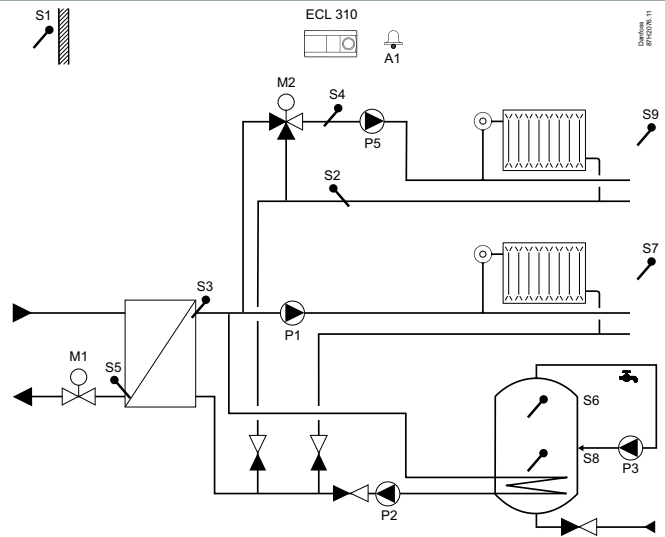 S1
ECL 310
Danfoss
87H2076.11
A1
M2
S4
S9
P5
S2
S7
S3
P1
M1
S5
S6
S8
P3
P2